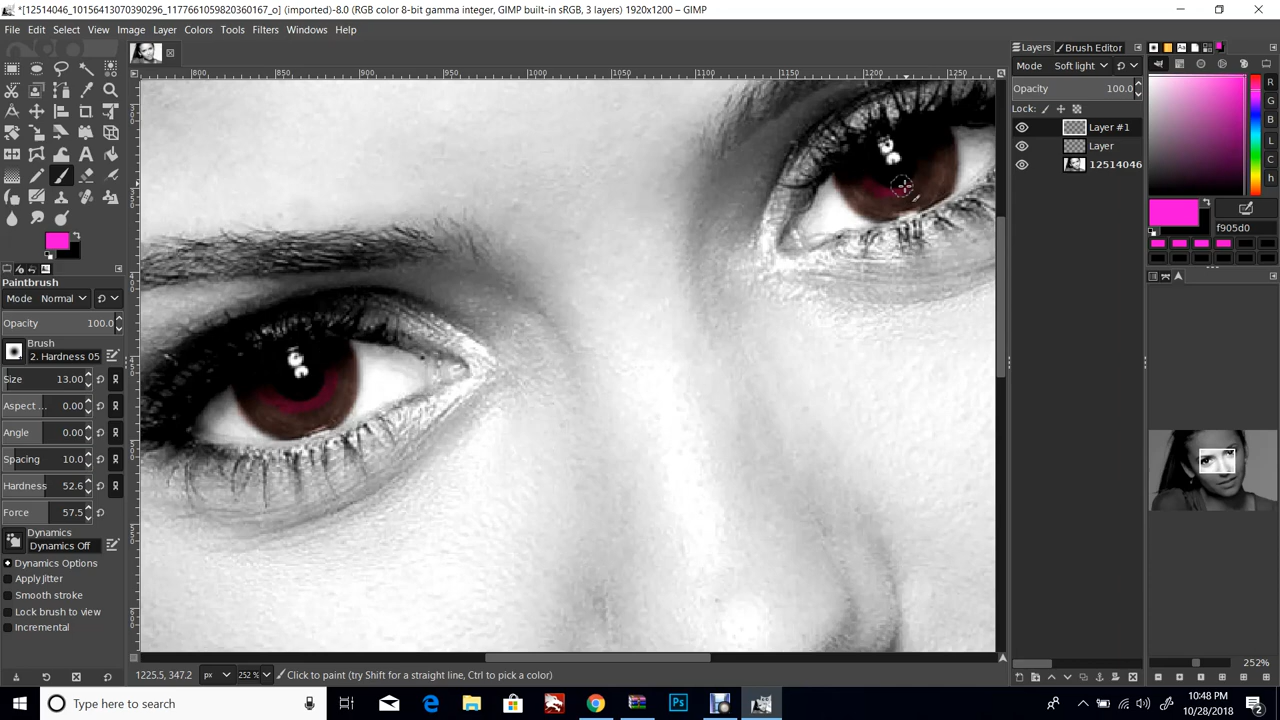 *[12514046_10156413070390296_1177661059820360167_o] (imported)-8.0 (RGB color 8-bit gamma integer, GIMP built-in sRGB, 3 layers) 1920x1200 – GIMP
File Edit Select View Image Layer Colors Tools Filters Windows Help
800 850 900 950 1000 1050 1100 1150 1200 1250
Paintbrush
Mode Normal
Opacity 100.0
Brush
2. Hardness 05
Size 13.00
Aspect ... 0.00
Angle 0.00
Spacing 10.0
Hardness 52.6
Force 57.5
Dynamics
Dynamics Off
Dynamics Options
Apply Jitter
Smooth stroke
Lock brush to view
Incremental
1225.5, 347.2 px 252 % Click to paint (try Shift for a straight line, Ctrl to pick a color)
Layers Brush Editor
Mode Soft light
Opacity 100.0
Lock:
Layer #1
Layer
12514046
R
G
B
L
C
h
f905d0
252%
Type here to search
Ps
10:48 PM
10/28/2018
2